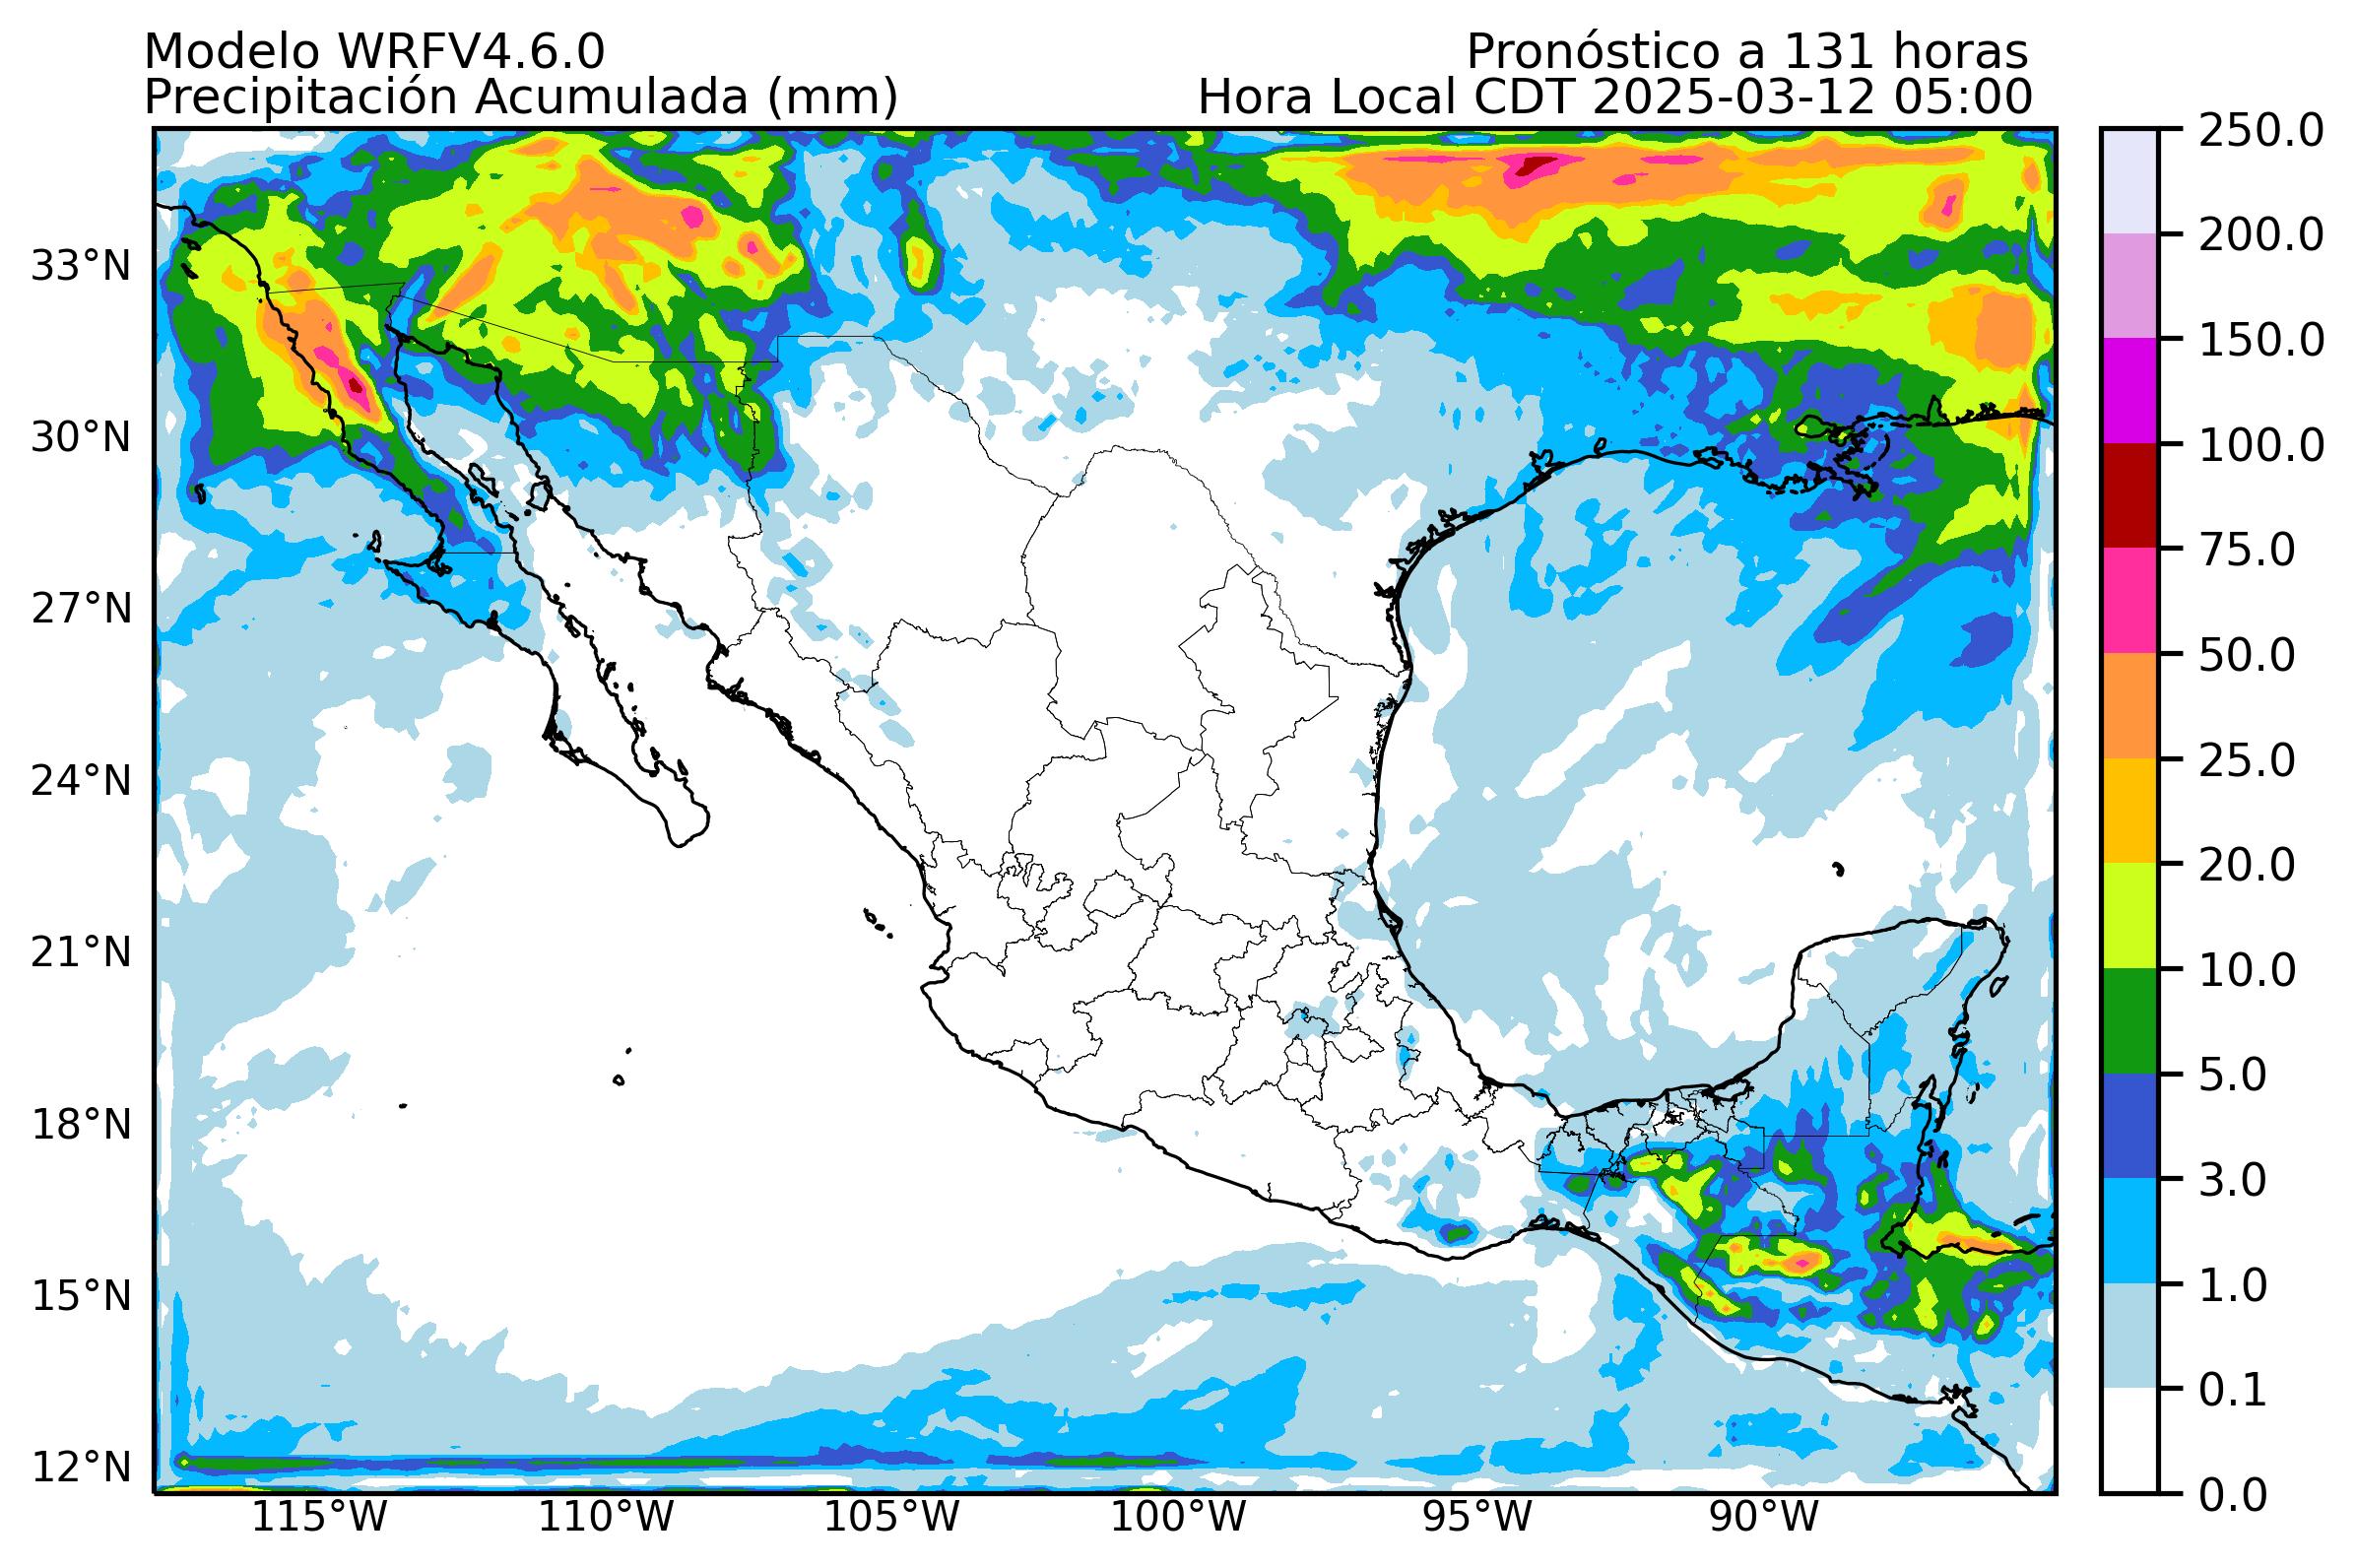 Modelo WRFV4.6.0
Pronóstico a 131 horas
Precipitación Acumulada (mm)
Hora Local CDT 2025-03-12 05:00
33°N
30°N
27°N
24°N
21°N
18°N
15°N
12°N
115°W
110°W
105°W
100°W
95°W
90°W
250.0
200.0
150.0
100.0
75.0
50.0
25.0
20.0
10.0
5.0
3.0
1.0
0.1
0.0